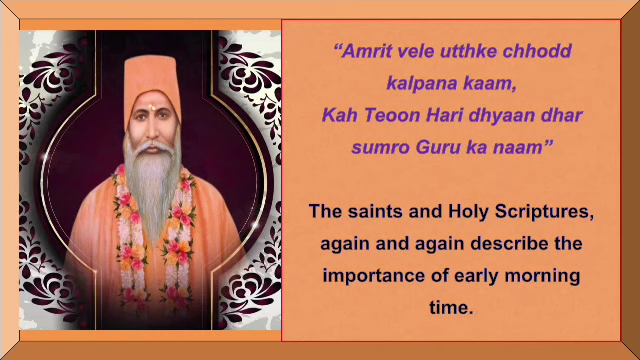 “Amrit vele utthke chhodd
kalpana kaam,
Kah Teoon Hari dhyaan dhar
sumro Guru ka naam”
The saints and Holy Scriptures,
again and again describe the
importance of early morning
time.